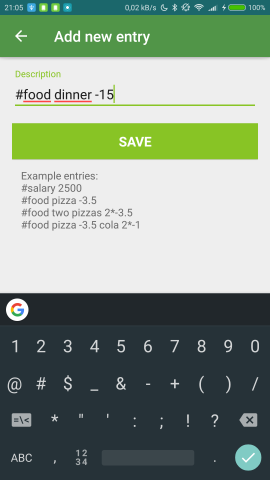 21:05 0,02 kB/s 100%
Add new entry
Description
#food dinner -15
SAVE
Example entries:
#salary 2500
#food pizza -3.5
#food two pizzas 2*-3.5
#food pizza -3.5 cola 2*-1
G
1 2 3 4 5 6 7 8 9 0
@ # $ _ & - + ( ) /
=\< * " ' : ; ! ?
ABC , 12 .
34